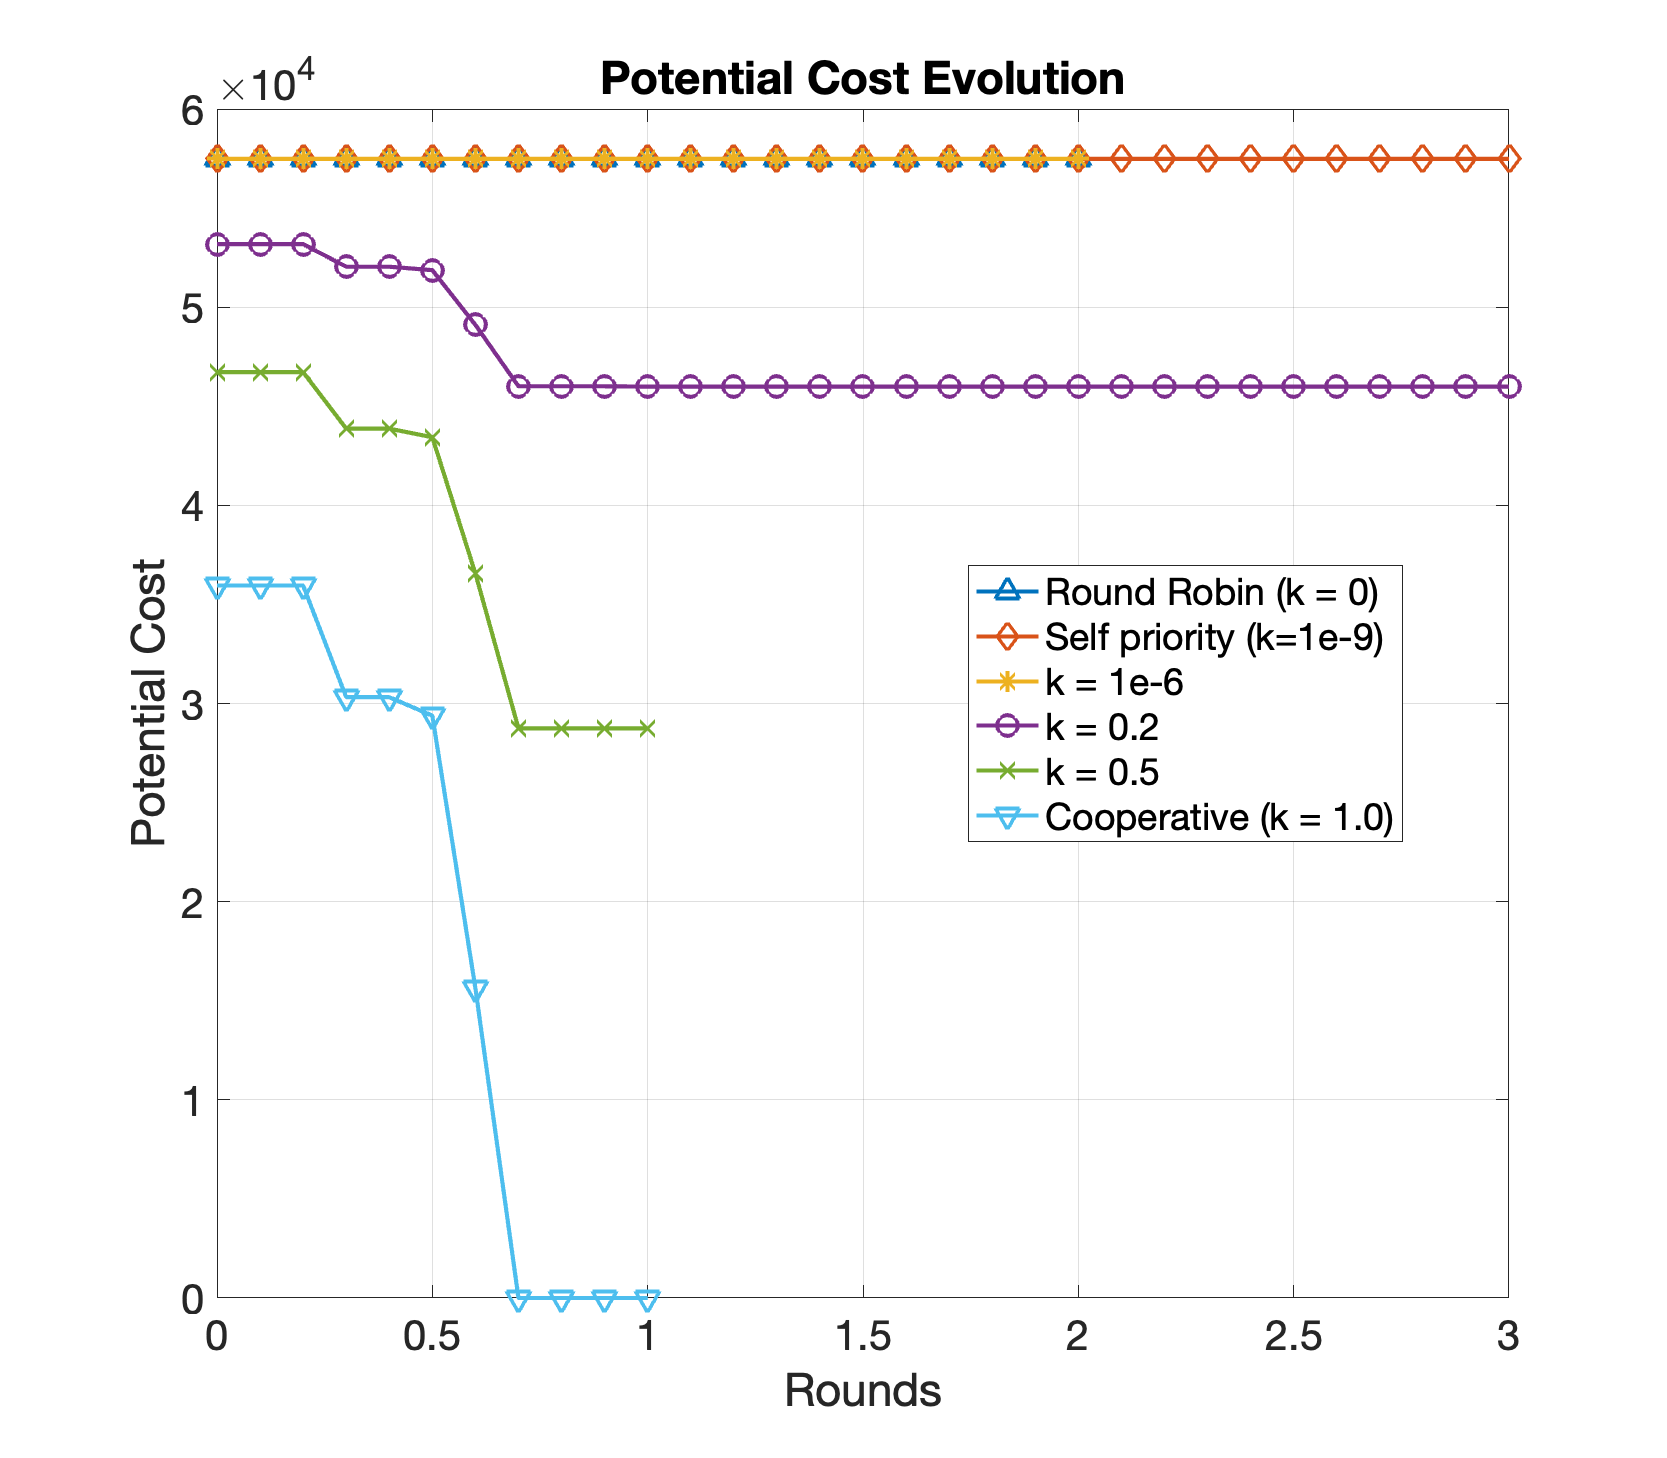 Potential Cost Evolution
×10⁴
6
5
4
3
2
1
0
Potential Cost
0 0.5 1 1.5 2 2.5 3
Rounds
Round Robin (k = 0)
Self priority (k=1e-9)
k = 1e-6
k = 0.2
k = 0.5
Cooperative (k = 1.0)